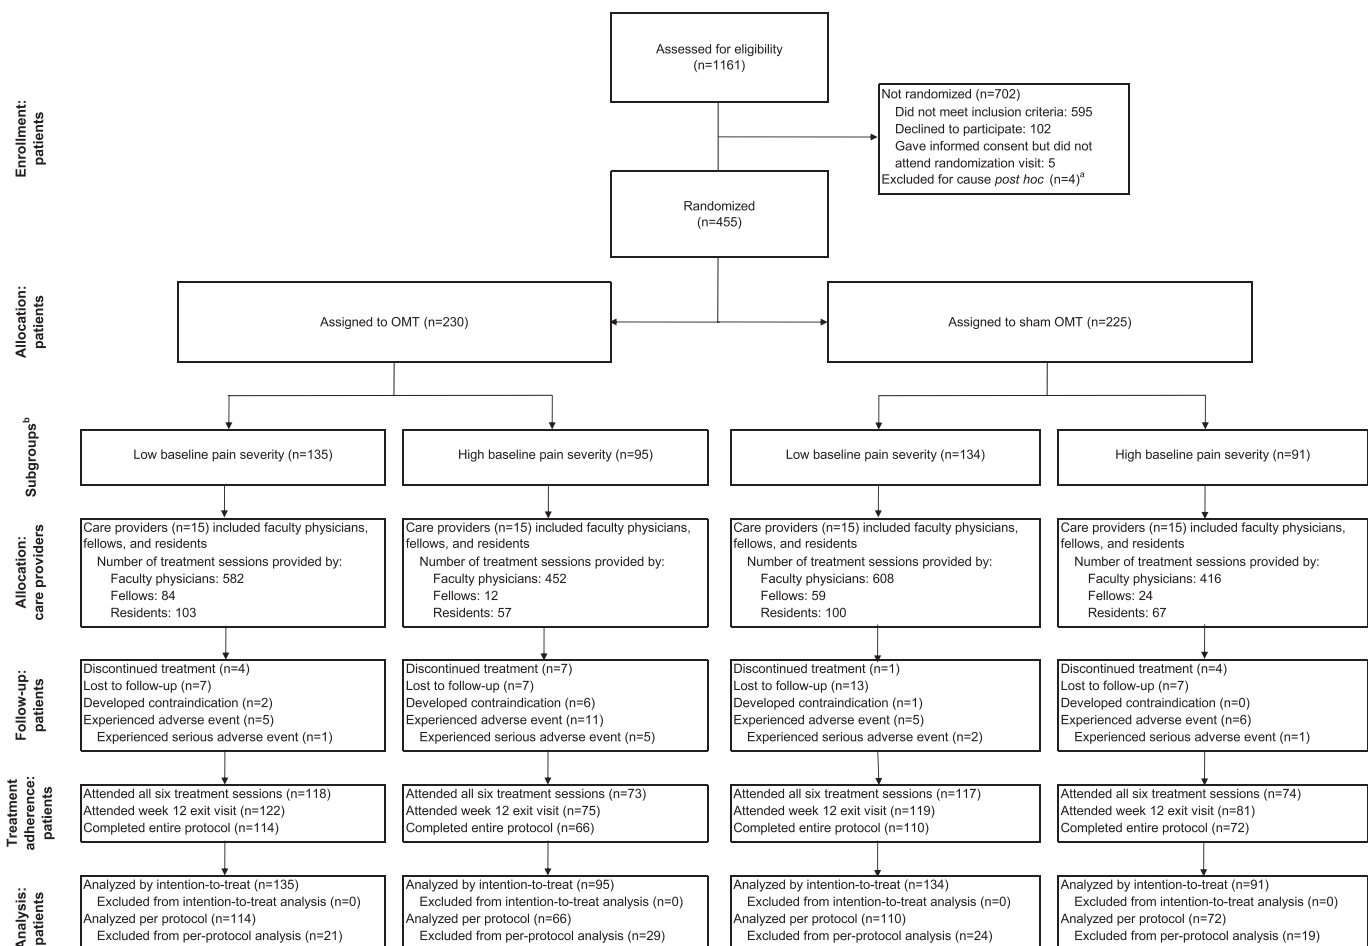 Assessed for eligibility
(n=1161)
Enrollment:
patients
Not randomized (n=702)
Did not meet inclusion criteria: 595
Declined to participate: 102
Gave informed consent but did not
attend randomization visit: 5
Excluded for cause post hoc (n=4)a
Randomized
(n=455)
Allocation:
patients
Assigned to OMT (n=230)
Assigned to sham OMT (n=225)
Subgroupsb
Low baseline pain severity (n=135)
High baseline pain severity (n=95)
Low baseline pain severity (n=134)
High baseline pain severity (n=91)
Allocation:
care providers
Care providers (n=15) included faculty physicians,
fellows, and residents
Number of treatment sessions provided by:
Faculty physicians: 582
Fellows: 84
Residents: 103
Care providers (n=15) included faculty physicians,
fellows, and residents
Number of treatment sessions provided by:
Faculty physicians: 452
Fellows: 12
Residents: 57
Care providers (n=15) included faculty physicians,
fellows, and residents
Number of treatment sessions provided by:
Faculty physicians: 608
Fellows: 59
Residents: 100
Care providers (n=15) included faculty physicians,
fellows, and residents
Number of treatment sessions provided by:
Faculty physicians: 416
Fellows: 24
Residents: 67
Follow-up:
patients
Discontinued treatment (n=4)
Lost to follow-up (n=7)
Developed contraindication (n=2)
Experienced adverse event (n=5)
Experienced serious adverse event (n=1)
Discontinued treatment (n=7)
Lost to follow-up (n=7)
Developed contraindication (n=6)
Experienced adverse event (n=11)
Experienced serious adverse event (n=5)
Discontinued treatment (n=1)
Lost to follow-up (n=13)
Developed contraindication (n=1)
Experienced adverse event (n=5)
Experienced serious adverse event (n=2)
Discontinued treatment (n=4)
Lost to follow-up (n=7)
Developed contraindication (n=0)
Experienced adverse event (n=6)
Experienced serious adverse event (n=1)
Treatment
adherence:
patients
Attended all six treatment sessions (n=118)
Attended week 12 exit visit (n=122)
Completed entire protocol (n=114)
Attended all six treatment sessions (n=73)
Attended week 12 exit visit (n=75)
Completed entire protocol (n=66)
Attended all six treatment sessions (n=117)
Attended week 12 exit visit (n=119)
Completed entire protocol (n=110)
Attended all six treatment sessions (n=74)
Attended week 12 exit visit (n=81)
Completed entire protocol (n=72)
Analysis:
patients
Analyzed by intention-to-treat (n=135)
Excluded from intention-to-treat analysis (n=0)
Analyzed per protocol (n=114)
Excluded from per-protocol analysis (n=21)
Analyzed by intention-to-treat (n=95)
Excluded from intention-to-treat analysis (n=0)
Analyzed per protocol (n=66)
Excluded from per-protocol analysis (n=29)
Analyzed by intention-to-treat (n=134)
Excluded from intention-to-treat analysis (n=0)
Analyzed per protocol (n=110)
Excluded from per-protocol analysis (n=24)
Analyzed by intention-to-treat (n=91)
Excluded from intention-to-treat analysis (n=0)
Analyzed per protocol (n=72)
Excluded from per-protocol analysis (n=19)